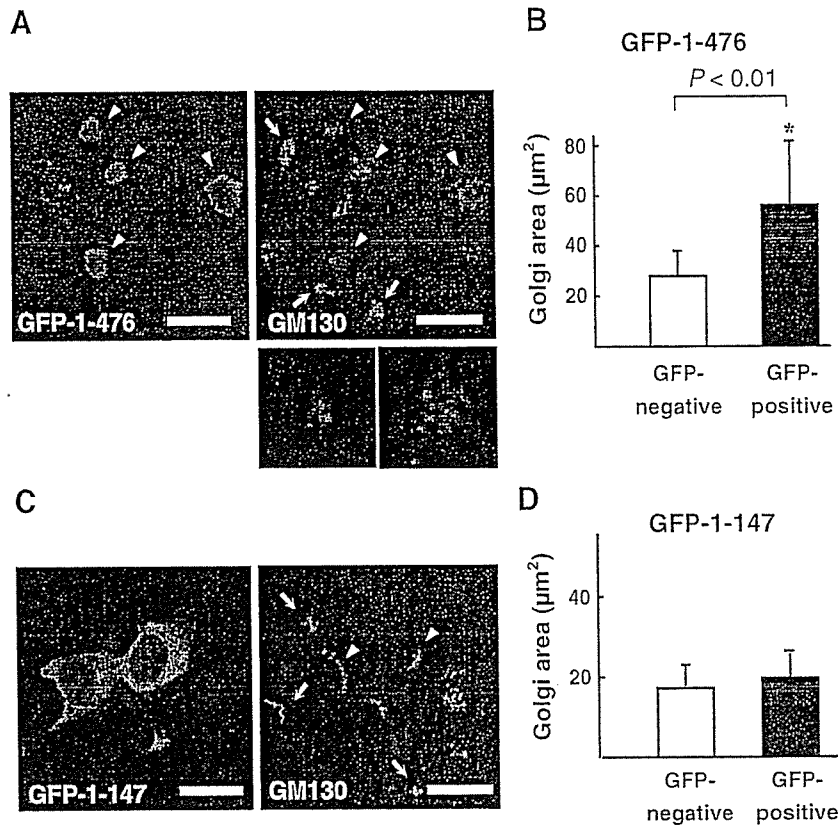 A
GFP-1-476
GM130
B
GFP-1-476
P < 0.01
*
Golgi area (µm²)
80
60
40
20
GFP-
negative
GFP-
positive
C
GFP-1-147
GM130
D
GFP-1-147
Golgi area (µm²)
40
20
GFP-
negative
GFP-
positive